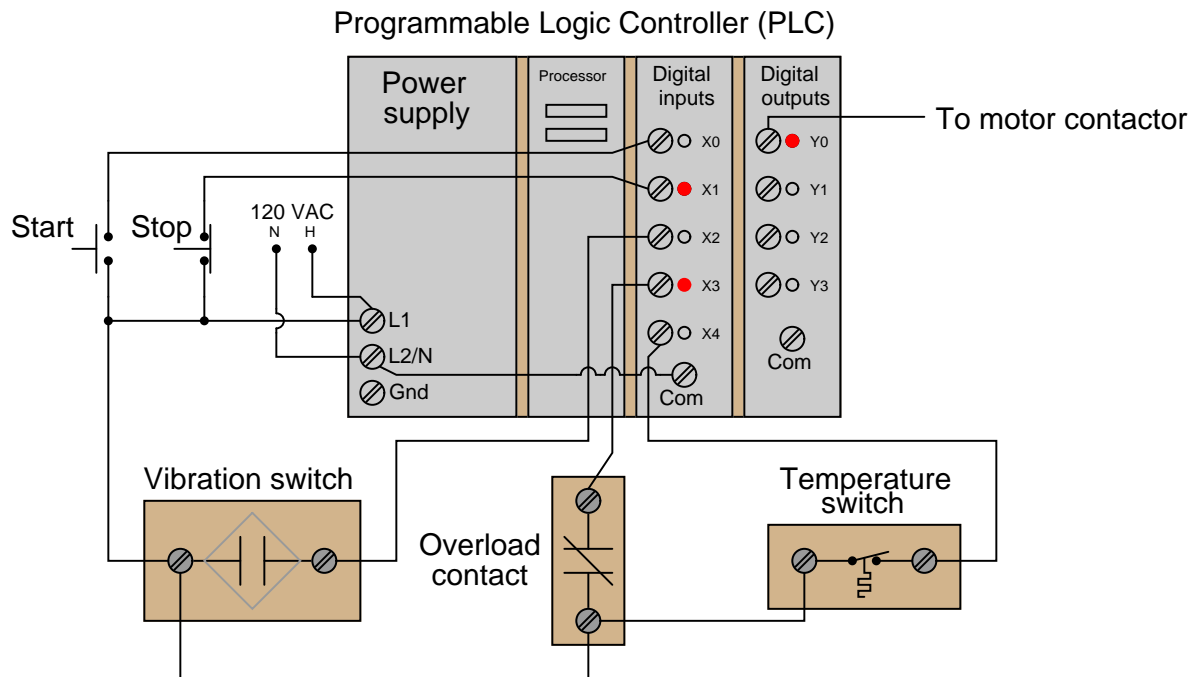 Programmable Logic Controller (PLC)
Power
supply
Processor
Digital
inputs
Digital
outputs
To motor contactor
X0
Y0
X1
Y1
X2
Y2
X3
Y3
X4
Com
Com
Start
Stop
120 VAC
N
H
L1
L2/N
Gnd
Vibration switch
Overload
contact
Temperature
switch